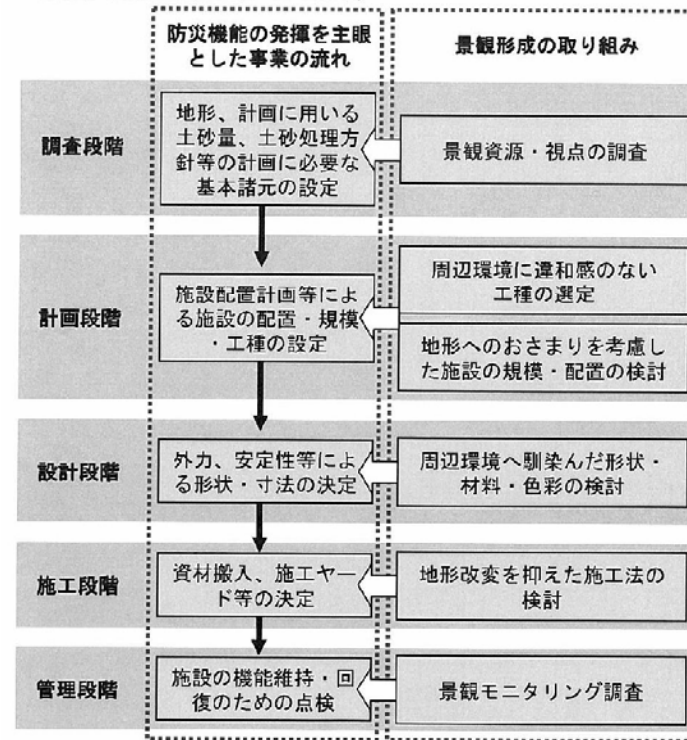 防災機能の発揮を主眼
とした事業の流れ
景観形成の取り組み
調査段階
地形、計画に用いる
土砂量、土砂処理方
針等の計画に必要な
基本諸元の設定
景観資源・視点の調査
計画段階
施設配置計画等によ
る施設の配置・規模
・工種の設定
周辺環境に違和感のない
工種の選定
地形へのおさまりを考慮し
た施設の規模・配置の検討
設計段階
外力、安定性等によ
る形状・寸法の決定
周辺環境へ馴染んだ形状・
材料・色彩の検討
施工段階
資材搬入、施工ヤー
ド等の決定
地形改変を抑えた施工法の
検討
管理段階
施設の機能維持・回
復のための点検
景観モニタリング調査